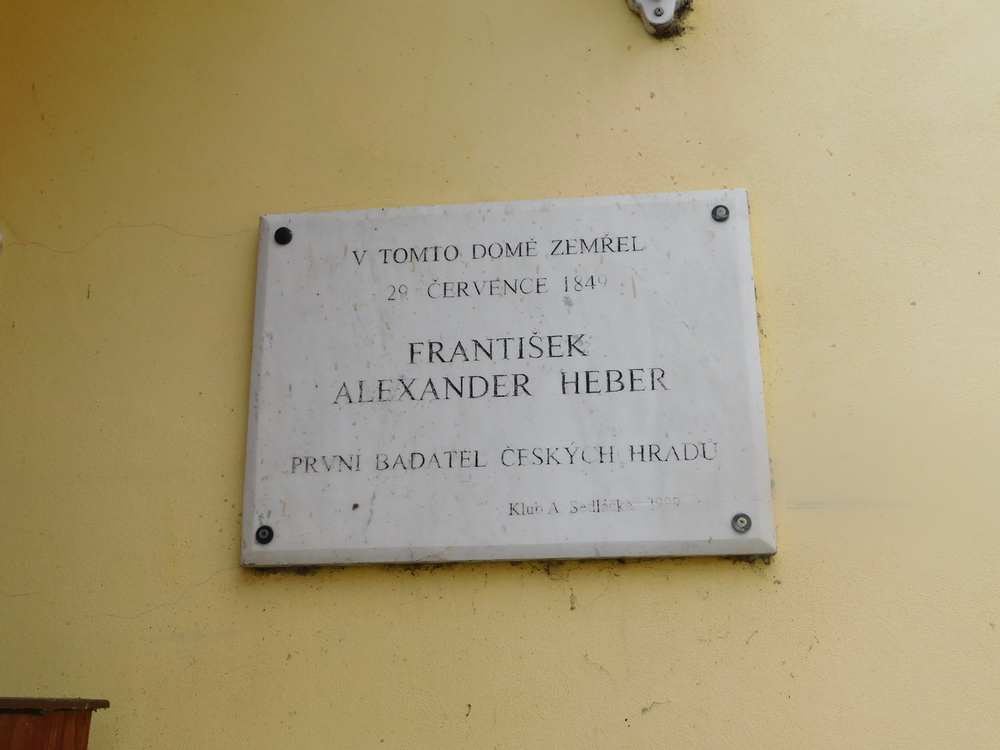 V TOMTO DOMĚ ZEMŘEL
29. ČERVENCE 1849
FRANTIŠEK
ALEXANDER HEBER
PRVNÍ BADATEL ČESKÝCH HRADŮ
Klub A. Sedláčka